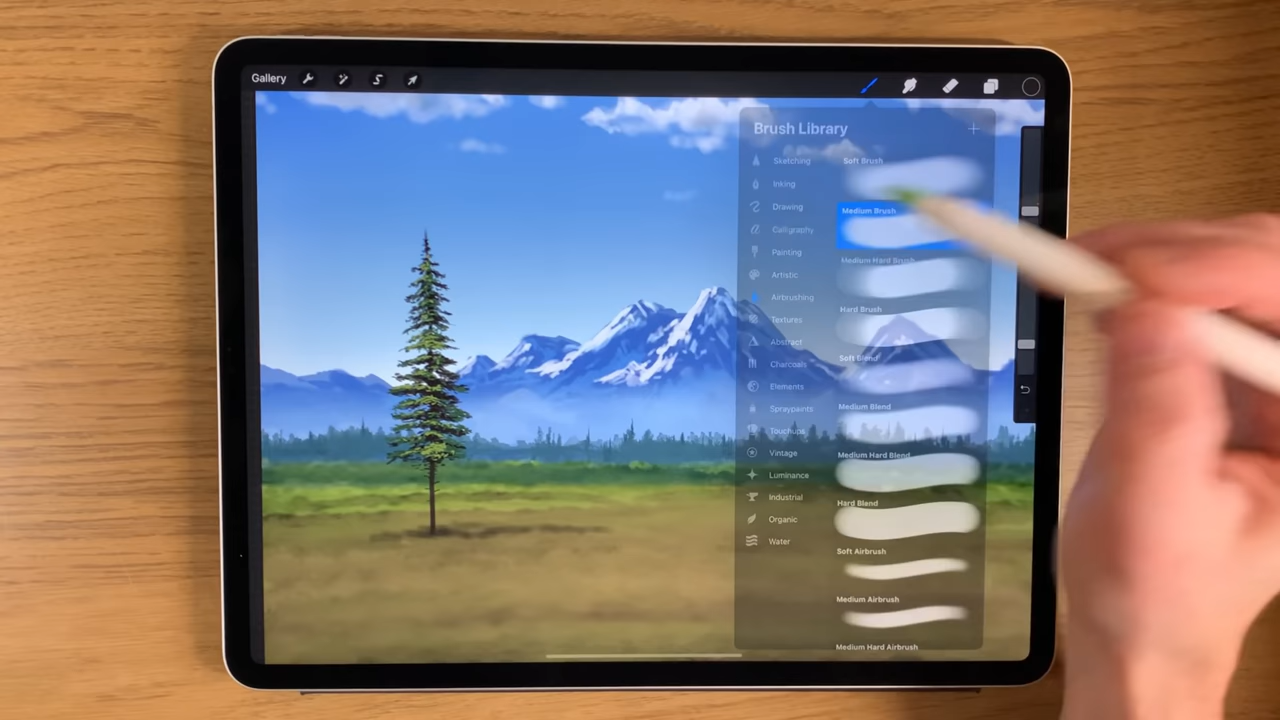 Gallery
Brush Library
Sketching
Inking
Drawing
Calligraphy
Painting
Artistic
Airbrushing
Textures
Abstract
Charcoals
Elements
Spraypaints
Touchups
Vintage
Luminance
Industrial
Organic
Water
Soft Brush
Medium Brush
Medium Hard Brush
Hard Brush
Soft Blend
Medium Blend
Medium Hard Blend
Hard Blend
Soft Airbrush
Medium Airbrush
Medium Hard Airbrush